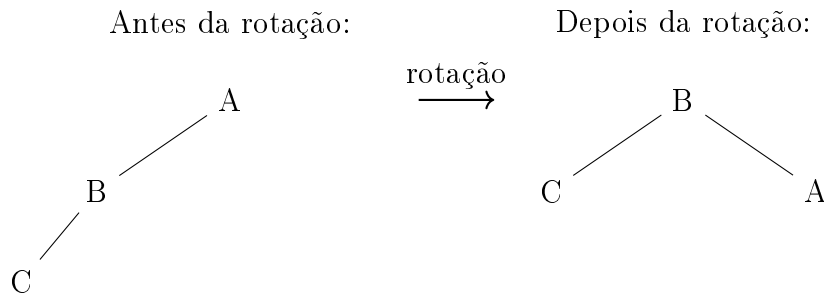 Antes da rotação:
Depois da rotação:
rotação
A
B
C
B
C
A